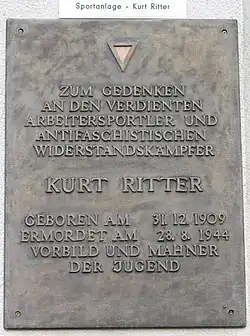 Sportanlage - Kurt Ritter
ZUM GEDENKEN
AN DEN VERDIENTEN
ARBEITERSPORTLER UND
ANTIFASCHISTISCHEN
WIDERSTANDSKÄMPFER
KURT RITTER
GEBOREN AM 31.12.1909
ERMORDET AM 28.8.1944
VORBILD UND MAHNER
DER JUGEND